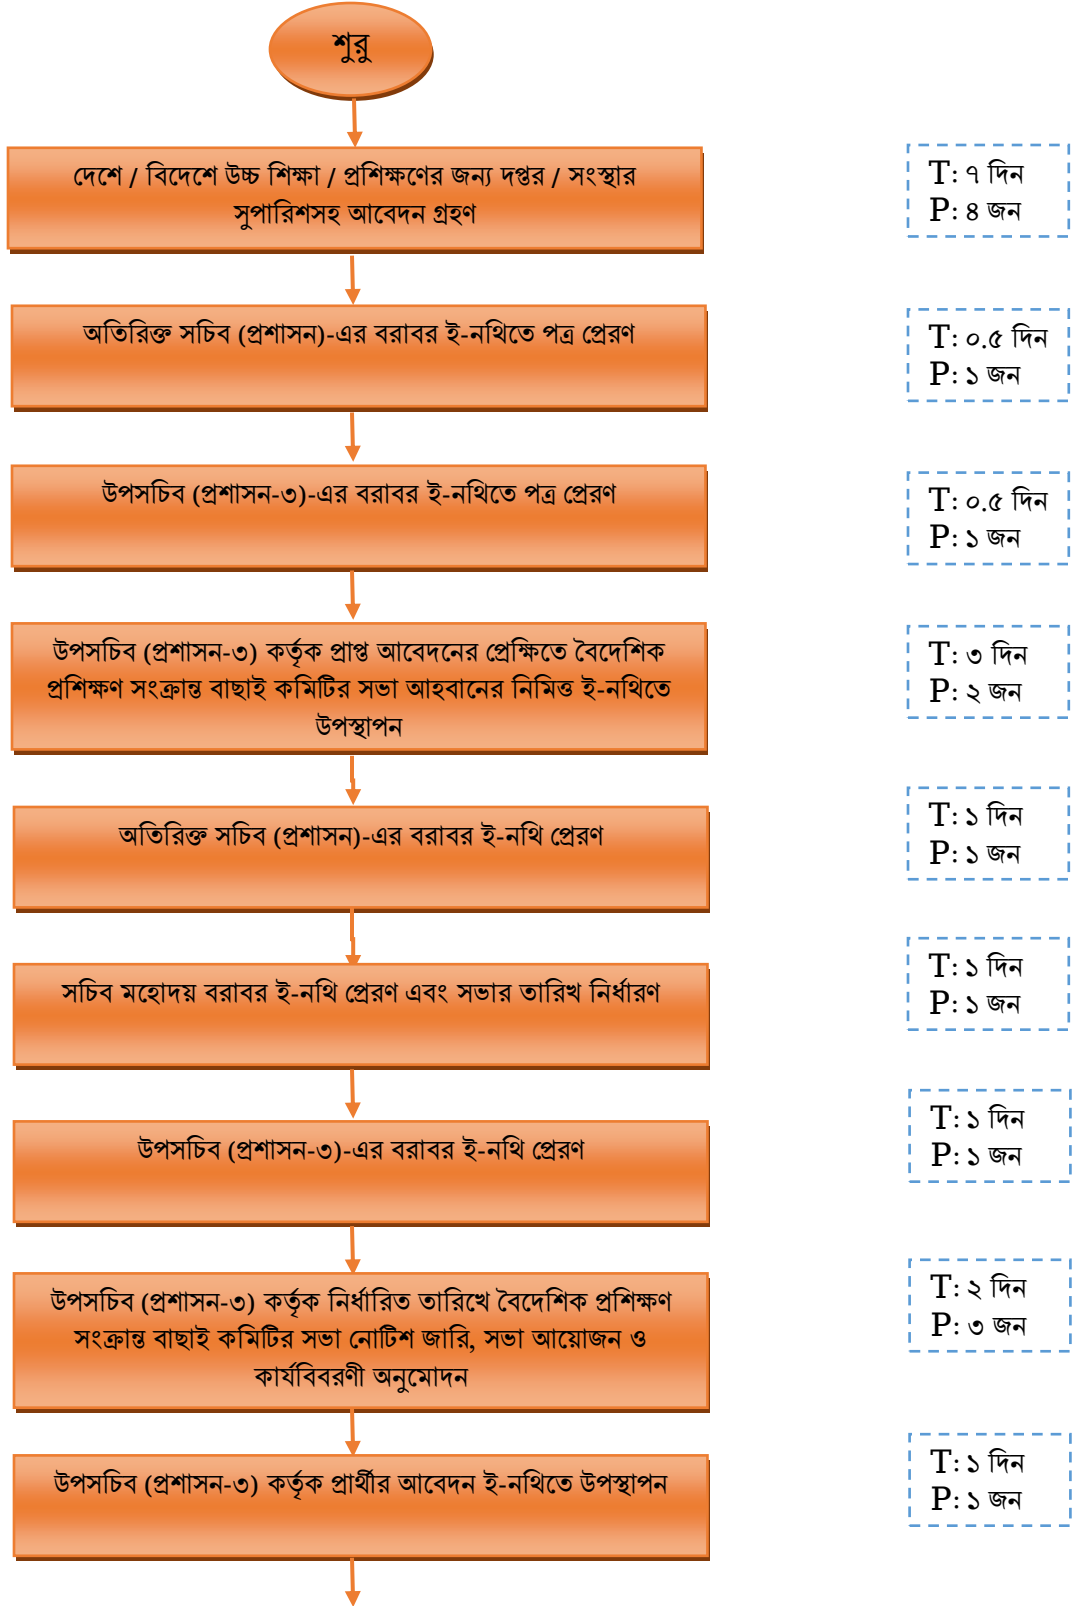 শুরু
দেশে / বিদেশে উচ্চ শিক্ষা / প্রশিক্ষণের জন্য দপ্তর / সংস্থার
সুপারিশসহ আবেদন গ্রহণ
T: ৭ দিন
P: ৪ জন
অতিরিক্ত সচিব (প্রশাসন)-এর বরাবর ই-নথিতে পত্র প্রেরণ
T: ০.৫ দিন
P: ১ জন
উপসচিব (প্রশাসন-৩)-এর বরাবর ই-নথিতে পত্র প্রেরণ
T: ০.৫ দিন
P: ১ জন
উপসচিব (প্রশাসন-৩) কর্তৃক প্রাপ্ত আবেদনের প্রেক্ষিতে বৈদেশিক
প্রশিক্ষণ সংক্রান্ত বাছাই কমিটির সভা আহবানের নিমিত্ত ই-নথিতে
উপস্থাপন
T: ৩ দিন
P: ২ জন
অতিরিক্ত সচিব (প্রশাসন)-এর বরাবর ই-নথি প্রেরণ
T: ১ দিন
P: ১ জন
সচিব মহোদয় বরাবর ই-নথি প্রেরণ এবং সভার তারিখ নির্ধারণ
T: ১ দিন
P: ১ জন
উপসচিব (প্রশাসন-৩)-এর বরাবর ই-নথি প্রেরণ
T: ১ দিন
P: ১ জন
উপসচিব (প্রশাসন-৩) কর্তৃক নির্ধারিত তারিখে বৈদেশিক প্রশিক্ষণ
সংক্রান্ত বাছাই কমিটির সভা নোটিশ জারি, সভা আয়োজন ও
কার্যবিবরণী অনুমোদন
T: ২ দিন
P: ৩ জন
উপসচিব (প্রশাসন-৩) কর্তৃক প্রার্থীর আবেদন ই-নথিতে উপস্থাপন
T: ১ দিন
P: ১ জন